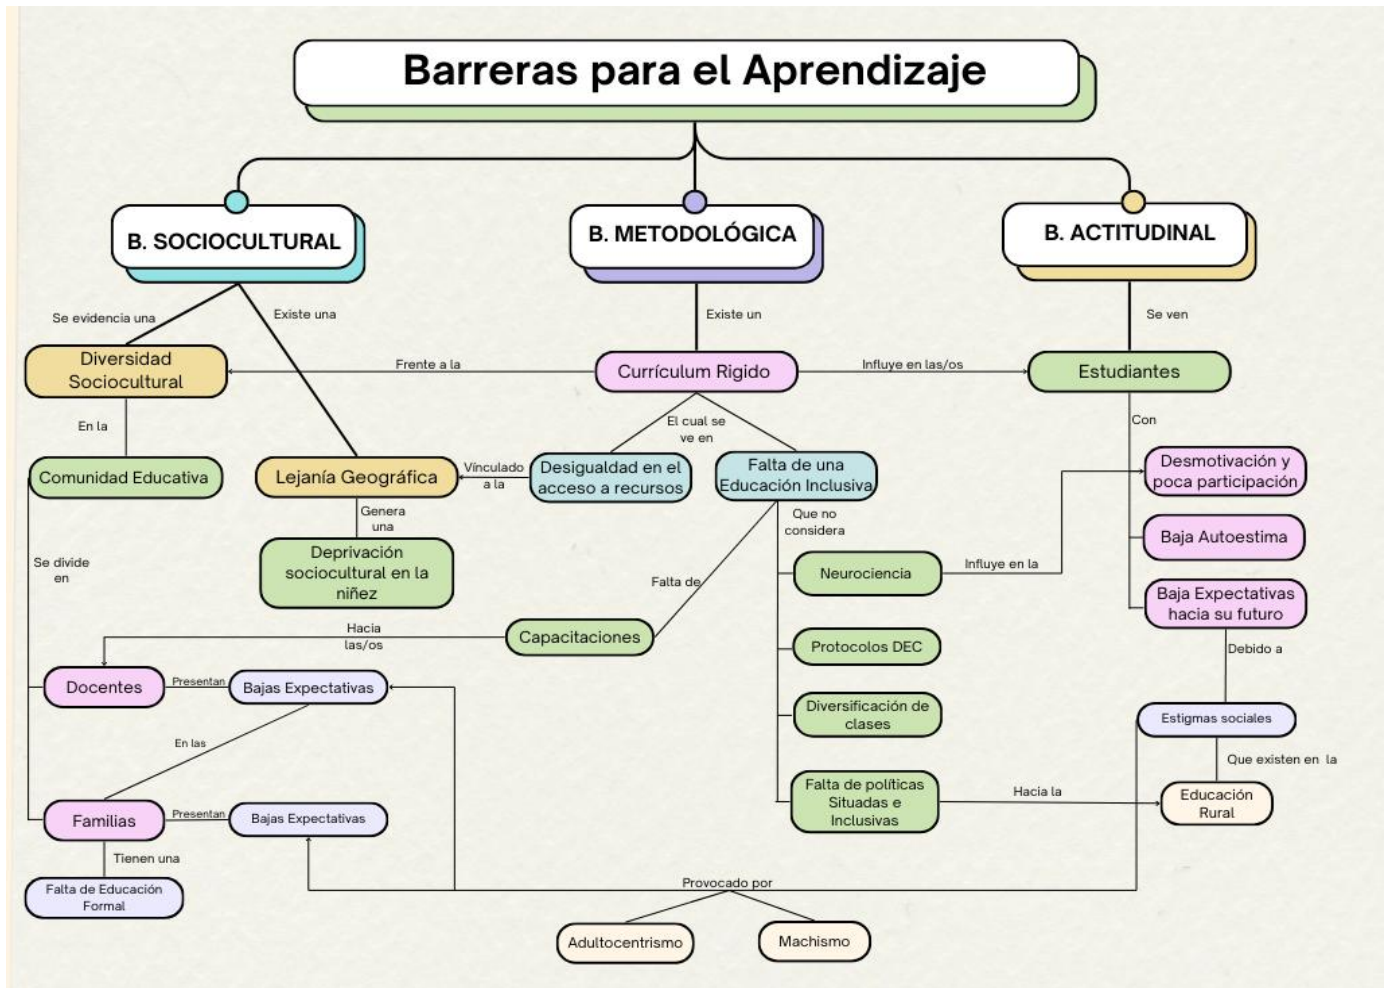 Barreras para el Aprendizaje
B. SOCIOCULTURAL
B. METODOLÓGICA
B. ACTITUDINAL
Se evidencia una
Existe una
Existe un
Se ven
Diversidad
Sociocultural
Frente a la
Currículum Rigido
Influye en las/os
Estudiantes
En la
El cual se
ve en
Con
Comunidad Educativa
Lejanía Geográfica
Vínculado
a la
Desigualdad en el
acceso a recursos
Falta de una
Educación Inclusiva
Desmotivación y
poca participación
Genera
una
Que no
considera
Deprivación
sociocultural en la
niñez
Baja Autoestima
Se divide
en
Falta de
Neurociencia
Influye en la
Baja Expectativas
hacia su futuro
Hacia
las/os
Capacitaciones
Protocolos DEC
Debido a
Docentes
Presentan
Bajas Expectativas
Diversificación de
clases
Estigmas sociales
En las
Que existen en la
Familias
Presentan
Bajas Expectativas
Falta de políticas
Situadas e
Inclusivas
Hacia la
Educación
Rural
Tienen una
Falta de Educación
Formal
Provocado por
Adultocentrismo
Machismo